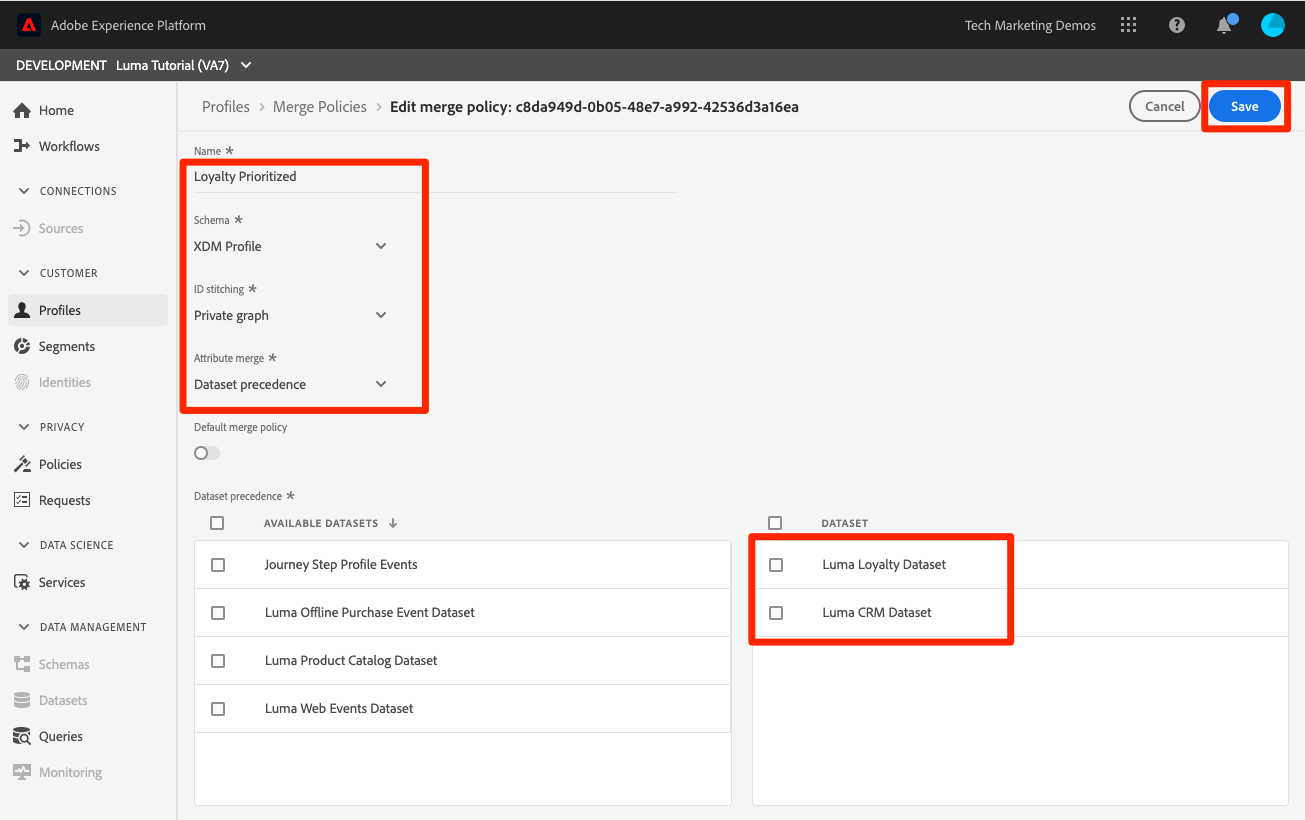 Adobe Experience Platform
Tech Marketing Demos
DEVELOPMENT Luma Tutorial (VA7)
Home
Workflows
CONNECTIONS
Sources
CUSTOMER
Profiles
Segments
Identities
PRIVACY
Policies
Requests
DATA SCIENCE
Services
DATA MANAGEMENT
Schemas
Datasets
Queries
Monitoring
Profiles > Merge Policies > Edit merge policy: c8da949d-0b05-48e7-a992-42536d3a16ea
Cancel
Save
Name *
Loyalty Prioritized
Schema *
XDM Profile
ID stitching *
Private graph
Attribute merge *
Dataset precedence
Default merge policy
Dataset precedence *
AVAILABLE DATASETS ↓
Journey Step Profile Events
Luma Offline Purchase Event Dataset
Luma Product Catalog Dataset
Luma Web Events Dataset
DATASET
Luma Loyalty Dataset
Luma CRM Dataset